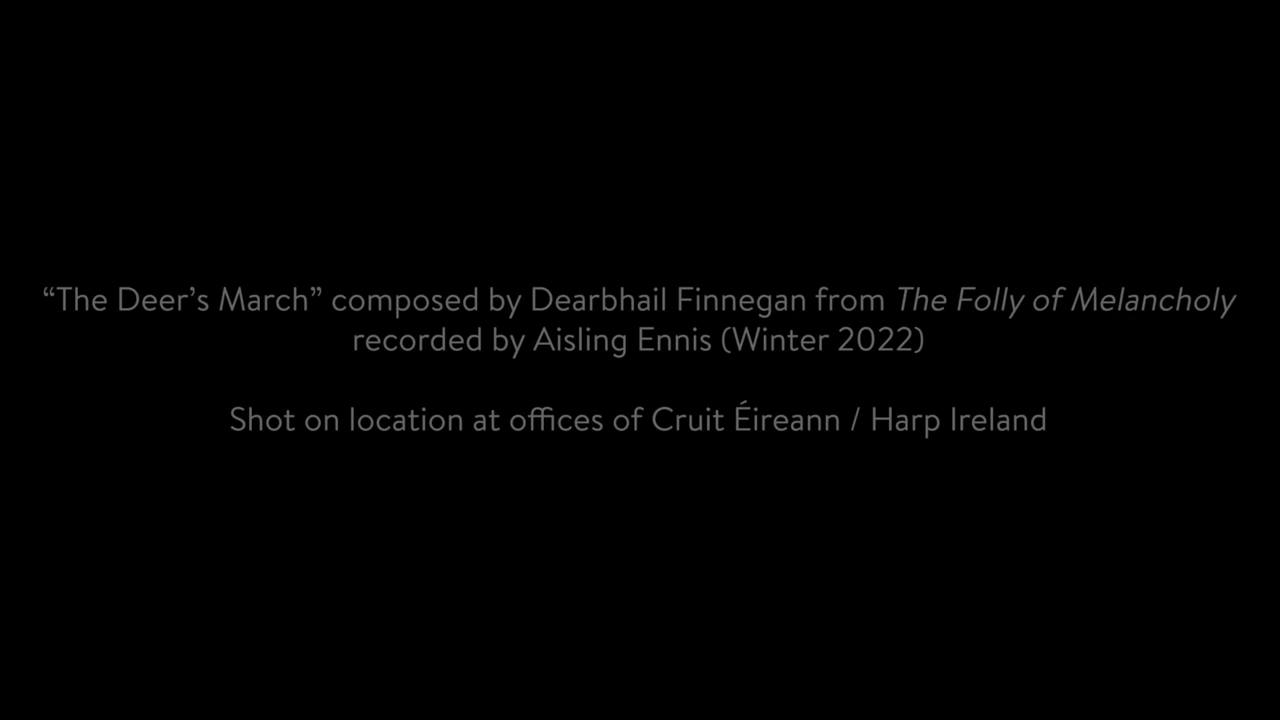 “The Deer’s March” composed by Dearbhail Finnegan from The Folly of Melancholy
recorded by Aisling Ennis (Winter 2022)
Shot on location at offices of Cruit Éireann / Harp Ireland